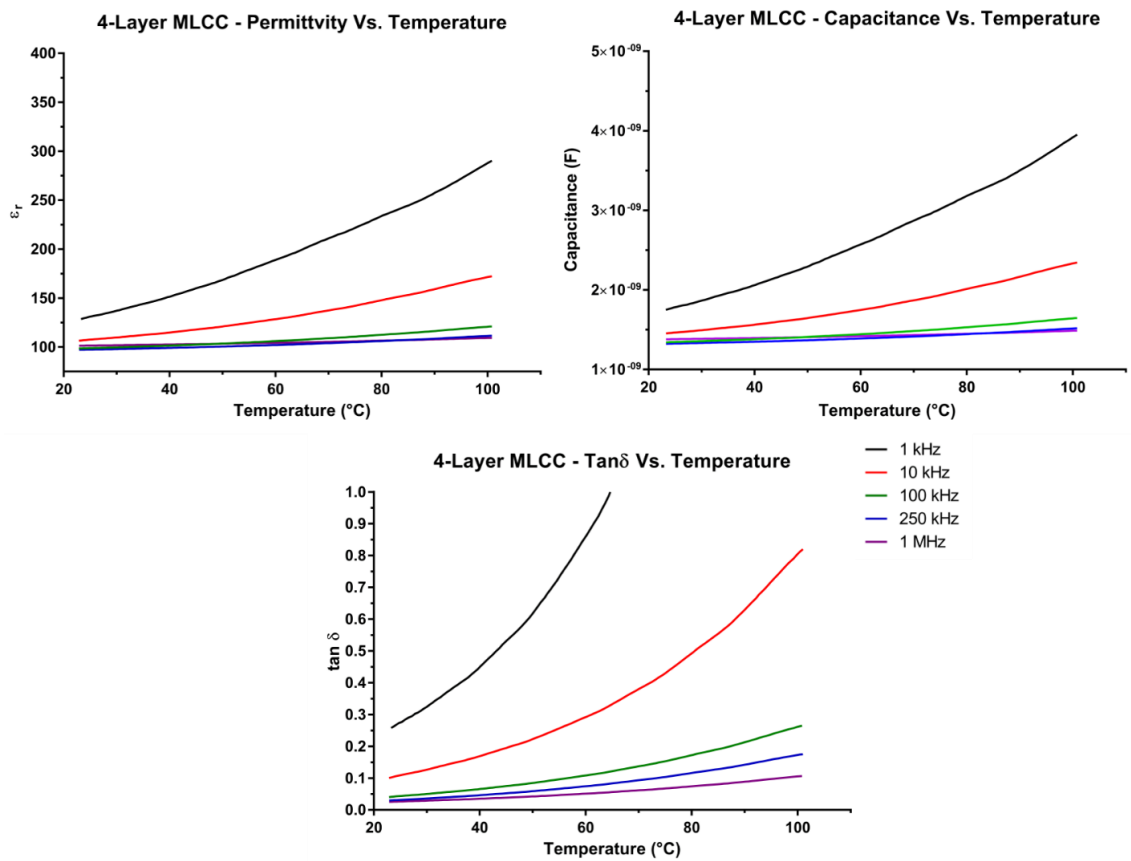 4-Layer MLCC - Permittvity Vs. Temperature
400
350
300
250
200
150
100
εr
20
40
60
80
100
Temperature (°C)
4-Layer MLCC - Capacitance Vs. Temperature
5×10-09
4×10-09
3×10-09
2×10-09
1×10-09
Capacitance (F)
20
40
60
80
100
Temperature (°C)
4-Layer MLCC - Tanδ Vs. Temperature
1.0
0.9
0.8
0.7
0.6
0.5
0.4
0.3
0.2
0.1
0.0
tan δ
20
40
60
80
100
Temperature (°C)
1 kHz
10 kHz
100 kHz
250 kHz
1 MHz